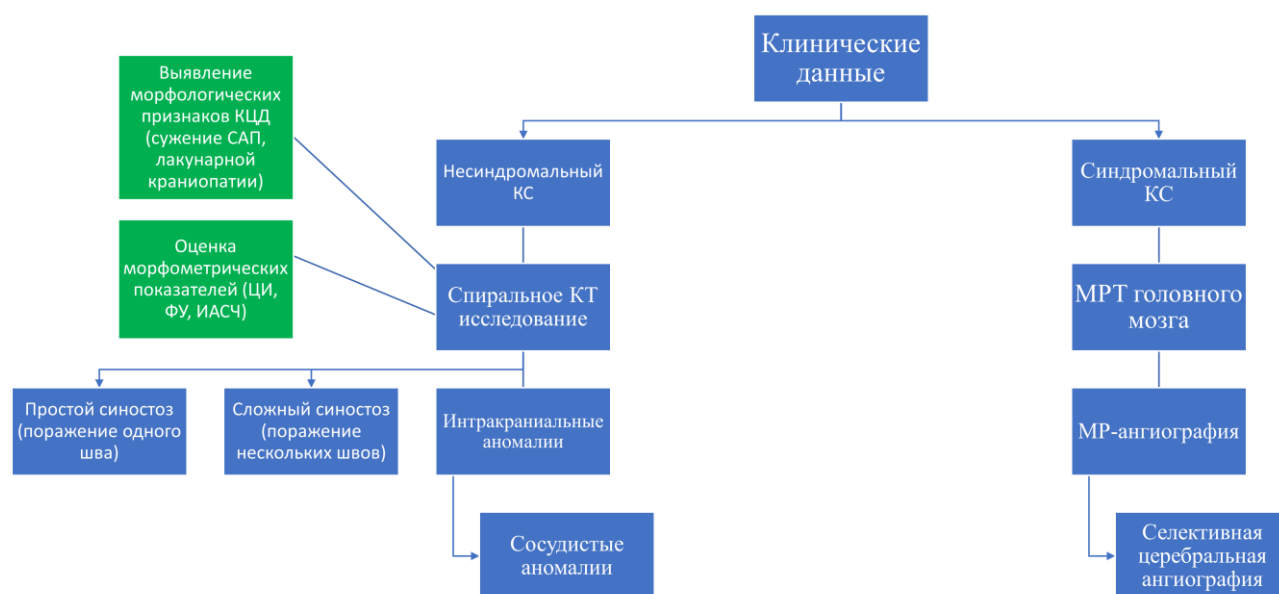 Клинические
данные
Выявление
морфологических
признаков КЦД
(сужение САП,
лакунарной
краниопатии)
Несиндромальный
КС
Синдромальный
КС
Оценка
морфометрических
показателей (ЦИ,
ФУ, ИАСЧ)
Спиральное КТ
исследование
МРТ головного
мозга
Простой синостоз
(поражение одного
шва)
Сложный синостоз
(поражение
нескольких швов)
Интракраниальные
аномалии
МР-ангиография
Сосудистые
аномалии
Селективная
церебральная
ангиография